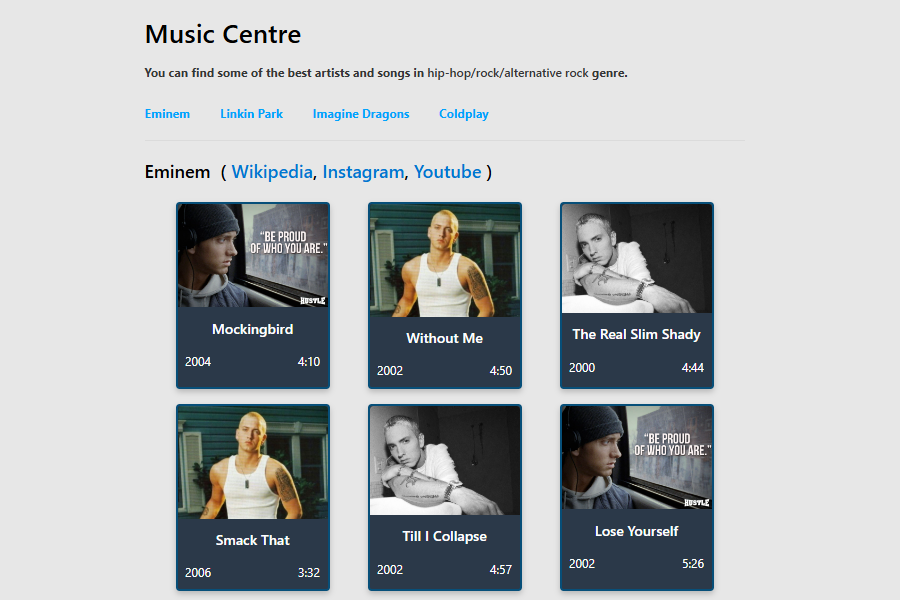 Music Centre
You can find some of the best artists and songs in hip-hop/rock/alternative rock genre.
Eminem Linkin Park Imagine Dragons Coldplay
Eminem ( Wikipedia, Instagram, Youtube )
"BE PROUD
OF WHO YOU ARE."
HUSTLE
Mockingbird
2004 4:10
Without Me
2002 4:50
The Real Slim Shady
2000 4:44
Smack That
2006 3:32
Till I Collapse
2002 4:57
"BE PROUD
OF WHO YOU ARE."
HUSTLE
Lose Yourself
2002 5:26